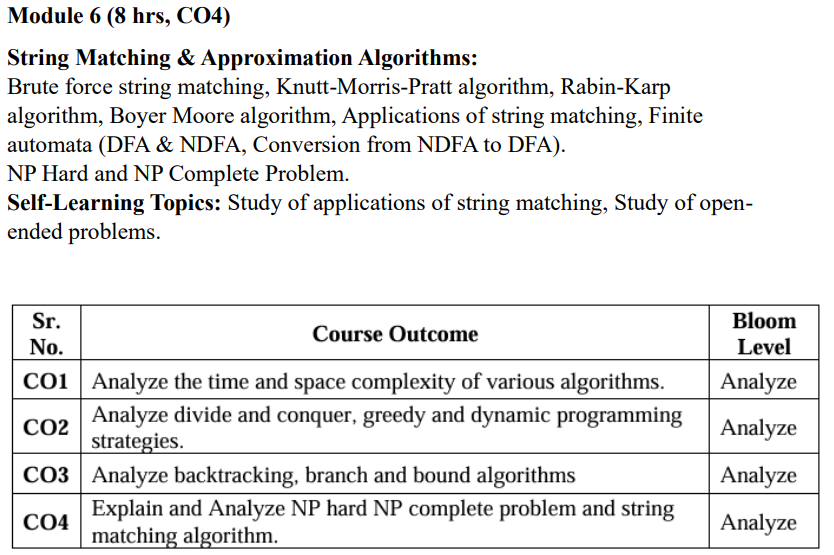 Module 6 (8 hrs, CO4)
String Matching & Approximation Algorithms:
Brute force string matching, Knutt-Morris-Pratt algorithm, Rabin-Karp
algorithm, Boyer Moore algorithm, Applications of string matching, Finite
automata (DFA & NDFA, Conversion from NDFA to DFA).
NP Hard and NP Complete Problem.
Self-Learning Topics: Study of applications of string matching, Study of open-
ended problems.
Sr. No. Course Outcome Bloom Level
CO1 Analyze the time and space complexity of various algorithms. Analyze
CO2 Analyze divide and conquer, greedy and dynamic programming
strategies. Analyze
CO3 Analyze backtracking, branch and bound algorithms Analyze
CO4 Explain and Analyze NP hard NP complete problem and string
matching algorithm. Analyze